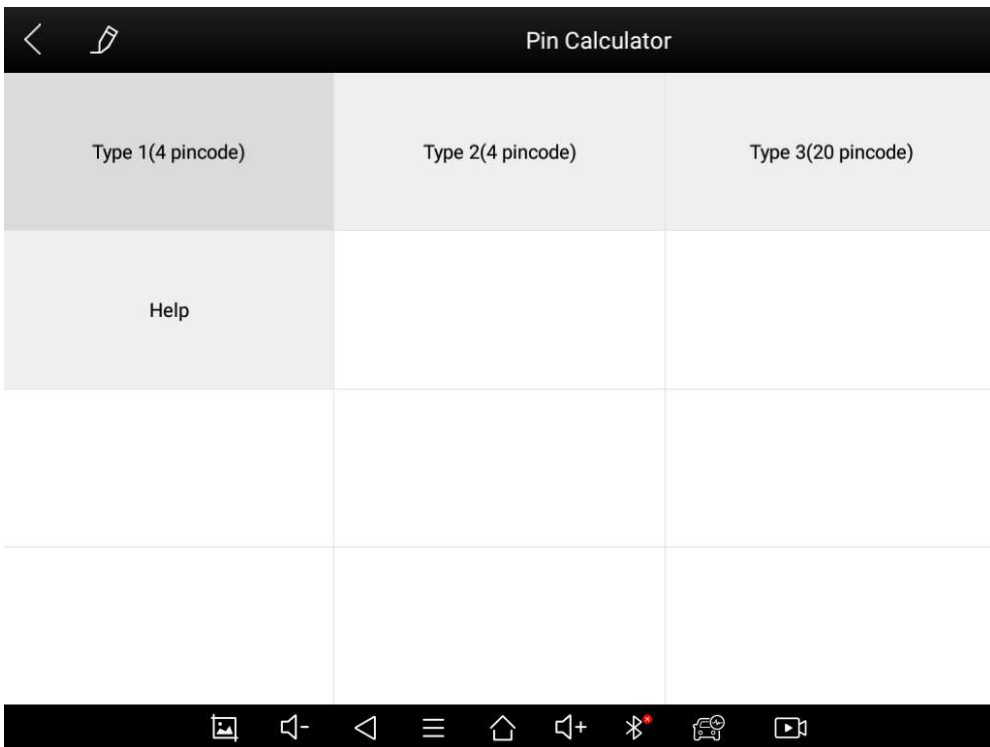 Pin Calculator
Type 1(4 pincode)
Type 2(4 pincode)
Type 3(20 pincode)
Help